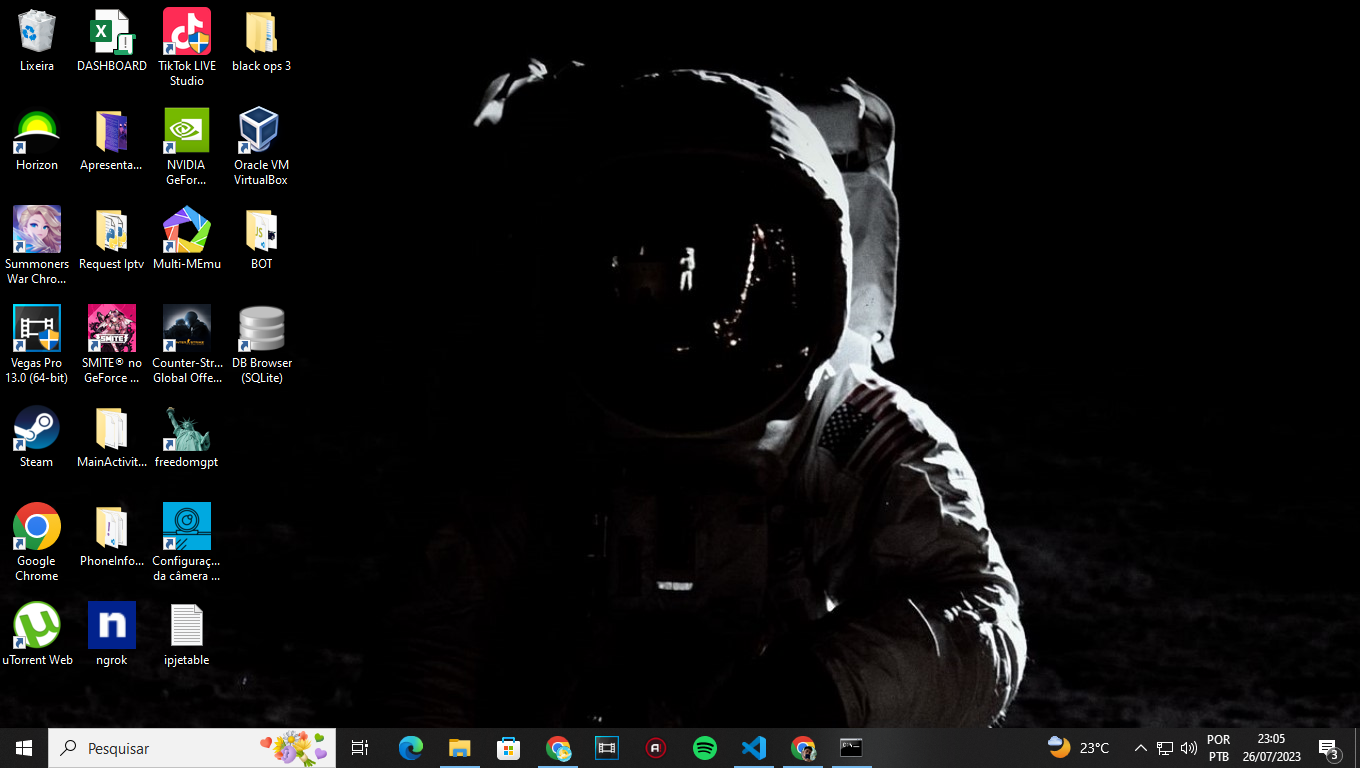 Lixeira
DASHBOARD
TikTok LIVE
Studio
black ops 3
Horizon
Apresenta...
NVIDIA
GeFor...
Oracle VM
VirtualBox
Summoners
War Chro...
Request Iptv
Multi-MEmu
JS
BOT
Vegas Pro
13.0 (64-bit)
SMITE
SMITE® no
GeForce ...
Counter-Str...
Global Offe...
DB Browser
(SQLite)
Steam
MainActivit...
freedomgpt
Google
Chrome
PhoneInfo...
Configuraç...
da câmera ...
uTorrent Web
n
ngrok
ipjetable
Pesquisar
23°C
POR
PTB
23:05
26/07/2023
3